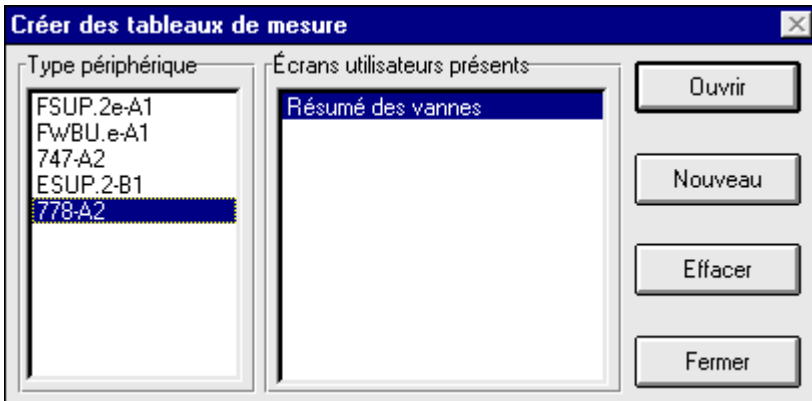 Créer des tableaux de mesure
Type périphérique
FSUP.2e-A1
FWBU.e-A1
747-A2
ESUP.2-B1
778-A2
Écrans utilisateurs présents
Résumé des vannes
Ouvrir
Nouveau
Effacer
Fermer